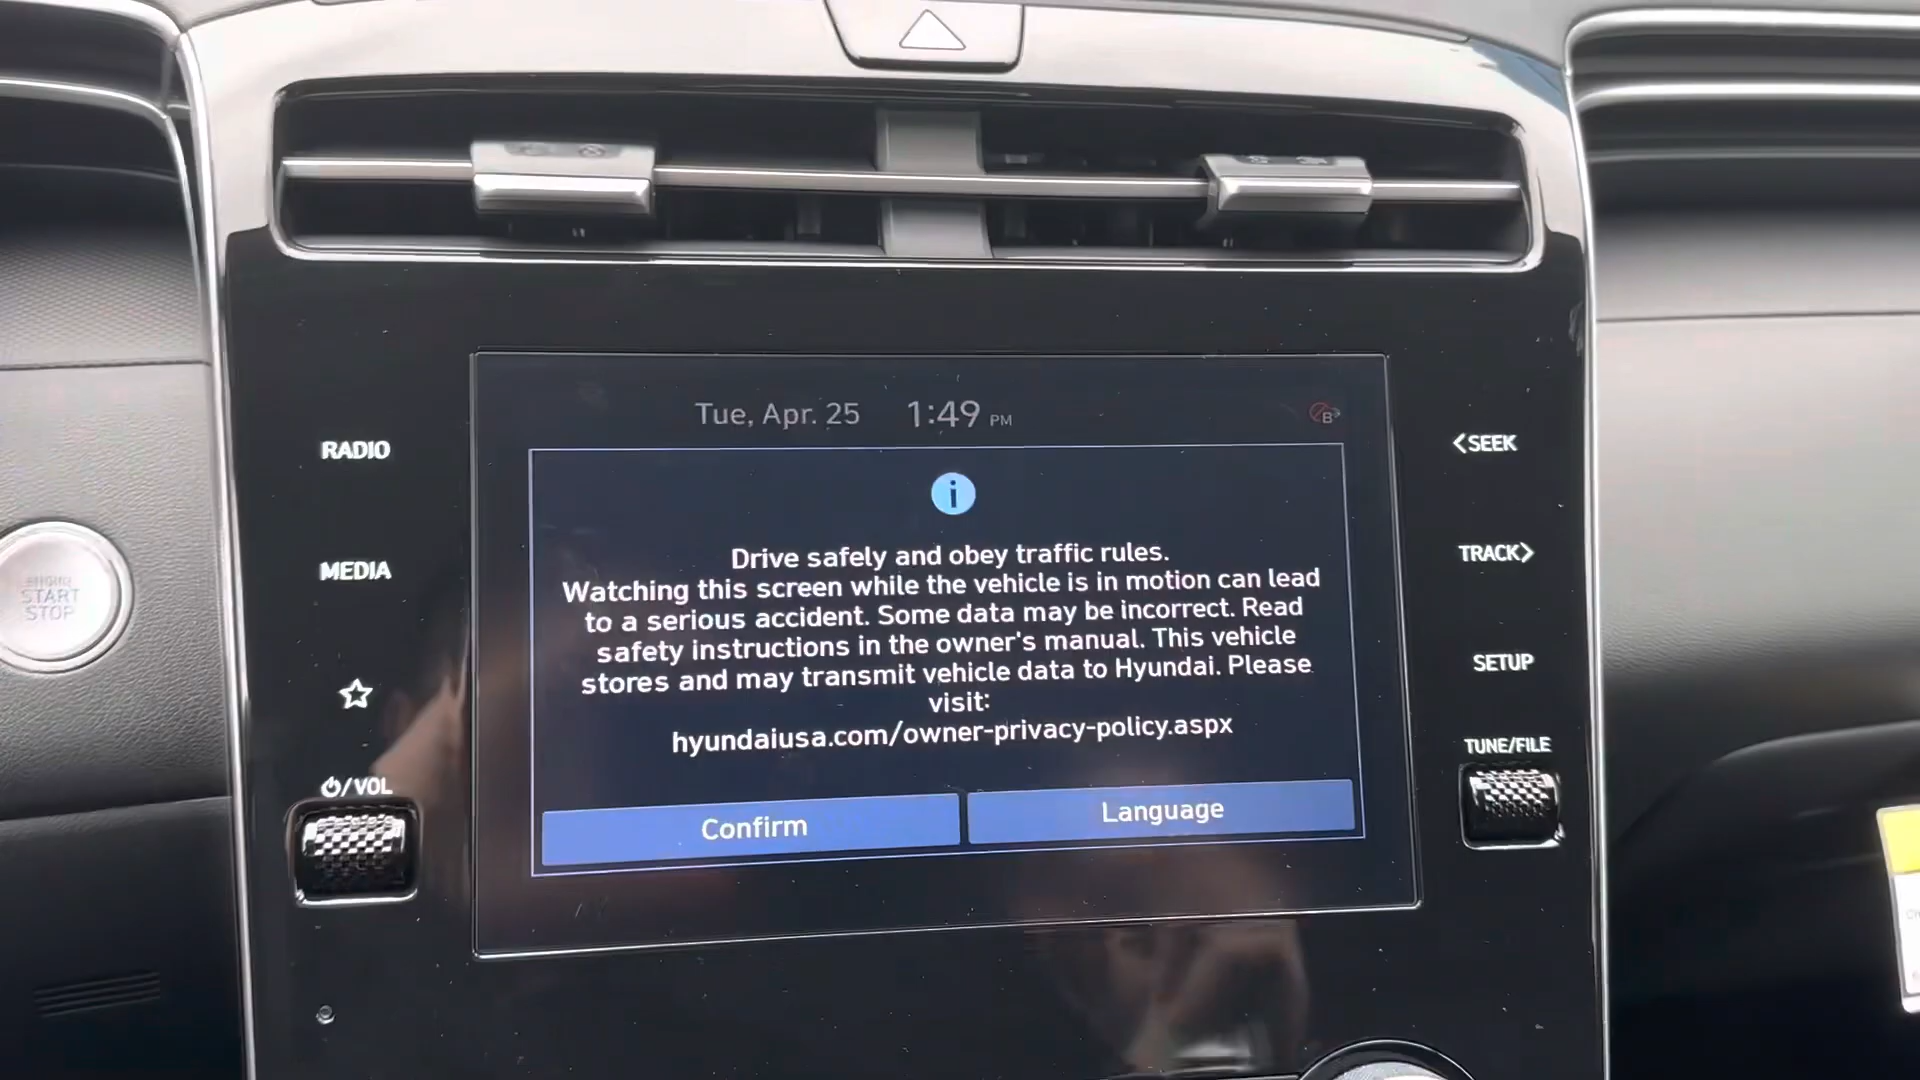 Tue, Apr. 25 1:49 PM
RADIO
MEDIA
/VOL
ENGINE
START
STOP
Drive safely and obey traffic rules.
Watching this screen while the vehicle is in motion can lead
to a serious accident. Some data may be incorrect. Read
safety instructions in the owner's manual. This vehicle
stores and may transmit vehicle data to Hyundai. Please
visit:
hyundaiusa.com/owner-privacy-policy.aspx
Confirm
Language
<SEEK
TRACK>
SETUP
TUNE/FILE